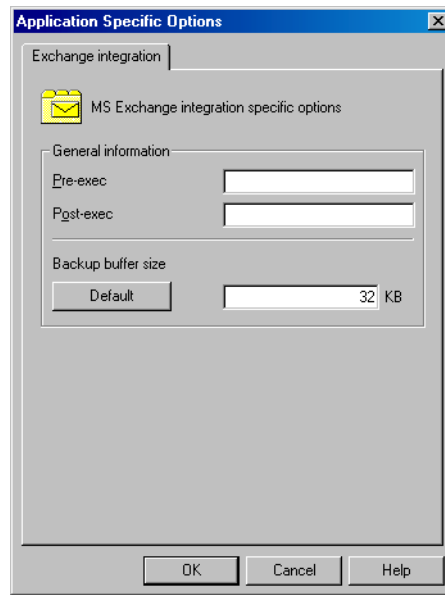 Application Specific Options
Exchange integration
MS Exchange integration specific options
General information
Pre-exec
Post-exec
Backup buffer size
Default 32 KB
OK Cancel Help